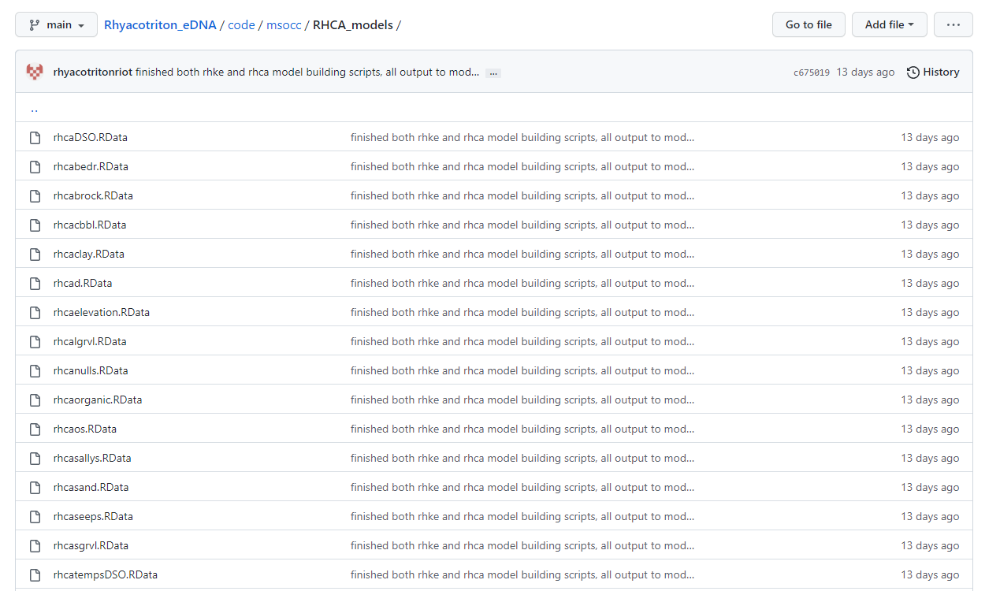 main Rhyacotriton_eDNA / code / msocc / RHCA_models / Go to file Add file ...
rhyacotritonriot finished both rhke and rhca model building scripts, all output to mod... ... c675019 13 days ago History
..
rhcaDSO.RData finished both rhke and rhca model building scripts, all output to mod... 13 days ago
rhcabedr.RData finished both rhke and rhca model building scripts, all output to mod... 13 days ago
rhcabrock.RData finished both rhke and rhca model building scripts, all output to mod... 13 days ago
rhcacbbl.RData finished both rhke and rhca model building scripts, all output to mod... 13 days ago
rhcaclay.RData finished both rhke and rhca model building scripts, all output to mod... 13 days ago
rhcad.RData finished both rhke and rhca model building scripts, all output to mod... 13 days ago
rhcaelevation.RData finished both rhke and rhca model building scripts, all output to mod... 13 days ago
rhcalgrvl.RData finished both rhke and rhca model building scripts, all output to mod... 13 days ago
rhcanulls.RData finished both rhke and rhca model building scripts, all output to mod... 13 days ago
rhcaorganic.RData finished both rhke and rhca model building scripts, all output to mod... 13 days ago
rhcaos.RData finished both rhke and rhca model building scripts, all output to mod... 13 days ago
rhcasallys.RData finished both rhke and rhca model building scripts, all output to mod... 13 days ago
rhcasand.RData finished both rhke and rhca model building scripts, all output to mod... 13 days ago
rhcaseeps.RData finished both rhke and rhca model building scripts, all output to mod... 13 days ago
rhcasgrvl.RData finished both rhke and rhca model building scripts, all output to mod... 13 days ago
rhcatempsDSO.RData finished both rhke and rhca model building scripts, all output to mod... 13 days ago